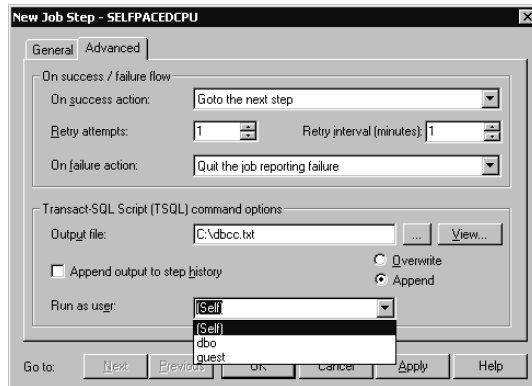 New Job Step - SELFPACEDCPU
General Advanced
On success / failure flow
On success action: Goto the next step
Retry attempts: 1 Retry interval (minutes): 1
On failure action: Quit the job reporting failure
Transact-SQL Script (TSQL) command options
Output file: C:\dbcc.txt ... View...
Overwrite
Append output to step history
Append
Run as user: (Self)
(Self)
dbo
guest
Go to: Next Previous OK Cancel Apply Help